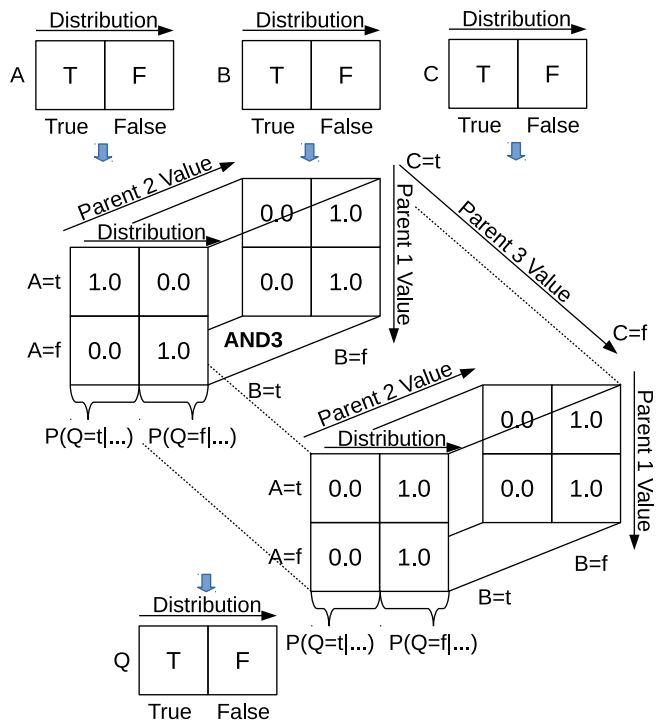 Distribution Distribution Distribution
A T F B T F C T F
True False True False True False
C=t
Parent 2 Value
Parent 1 Value
Parent 3 Value
0.0 1.0
Distribution
A=t 1.0 0.0 0.0 1.0
A=f 0.0 1.0 AND3
C=f
B=f
B=t
P(Q=t|...) P(Q=f|...)
Parent 2 Value
Parent 1 Value
0.0 1.0
Distribution
A=t 0.0 1.0 0.0 1.0
A=f 0.0 1.0
B=f
B=t
Distribution
P(Q=t|...) P(Q=f|...)
Q T F
True False